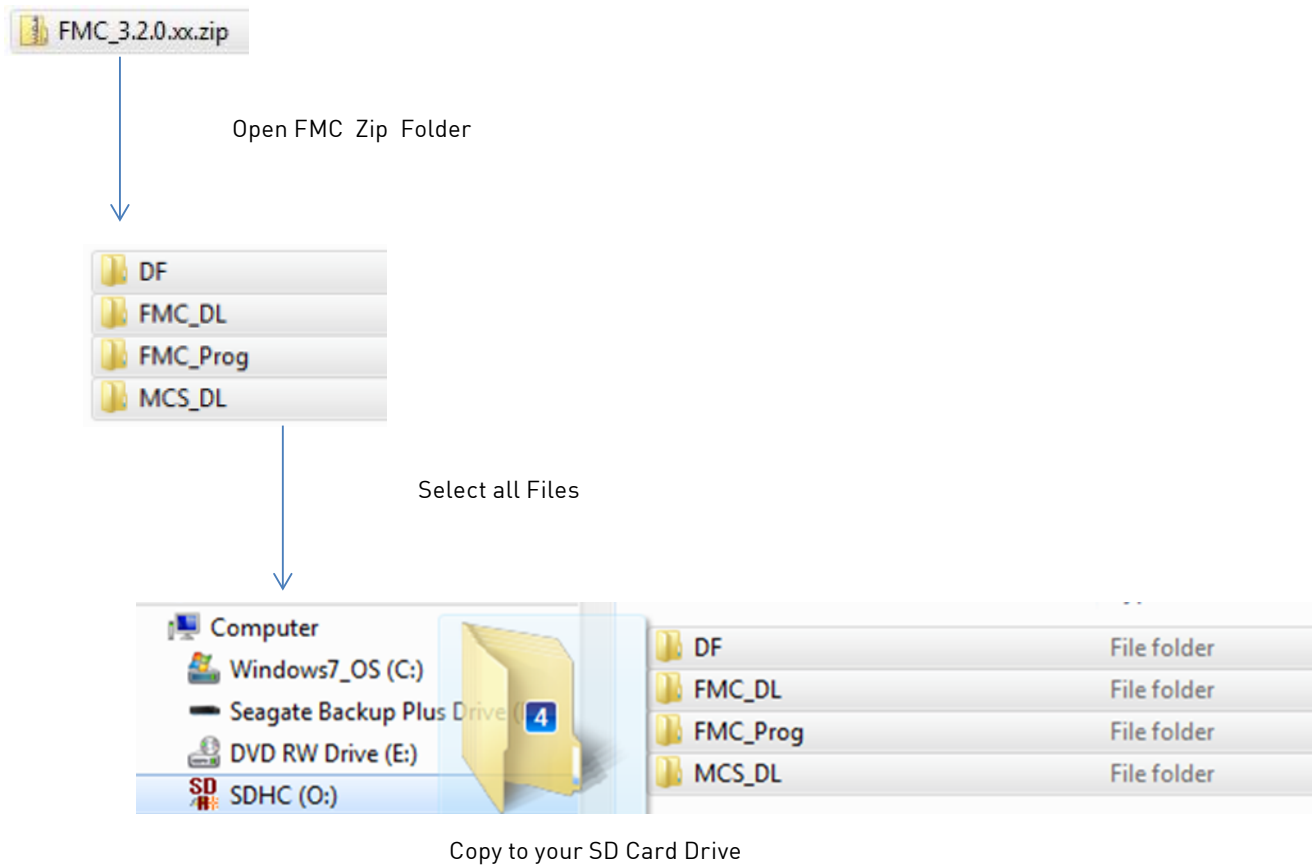 FMC_3.2.0.xx.zip
Open FMC Zip Folder
DF
FMC_DL
FMC_Prog
MCS_DL
Select all Files
Computer
Windows7_OS (C:)
Seagate Backup Plus Drive (
DVD RW Drive (E:)
SD
SDHC (O:)
4
DF File folder
FMC_DL File folder
FMC_Prog File folder
MCS_DL File folder
Copy to your SD Card Drive